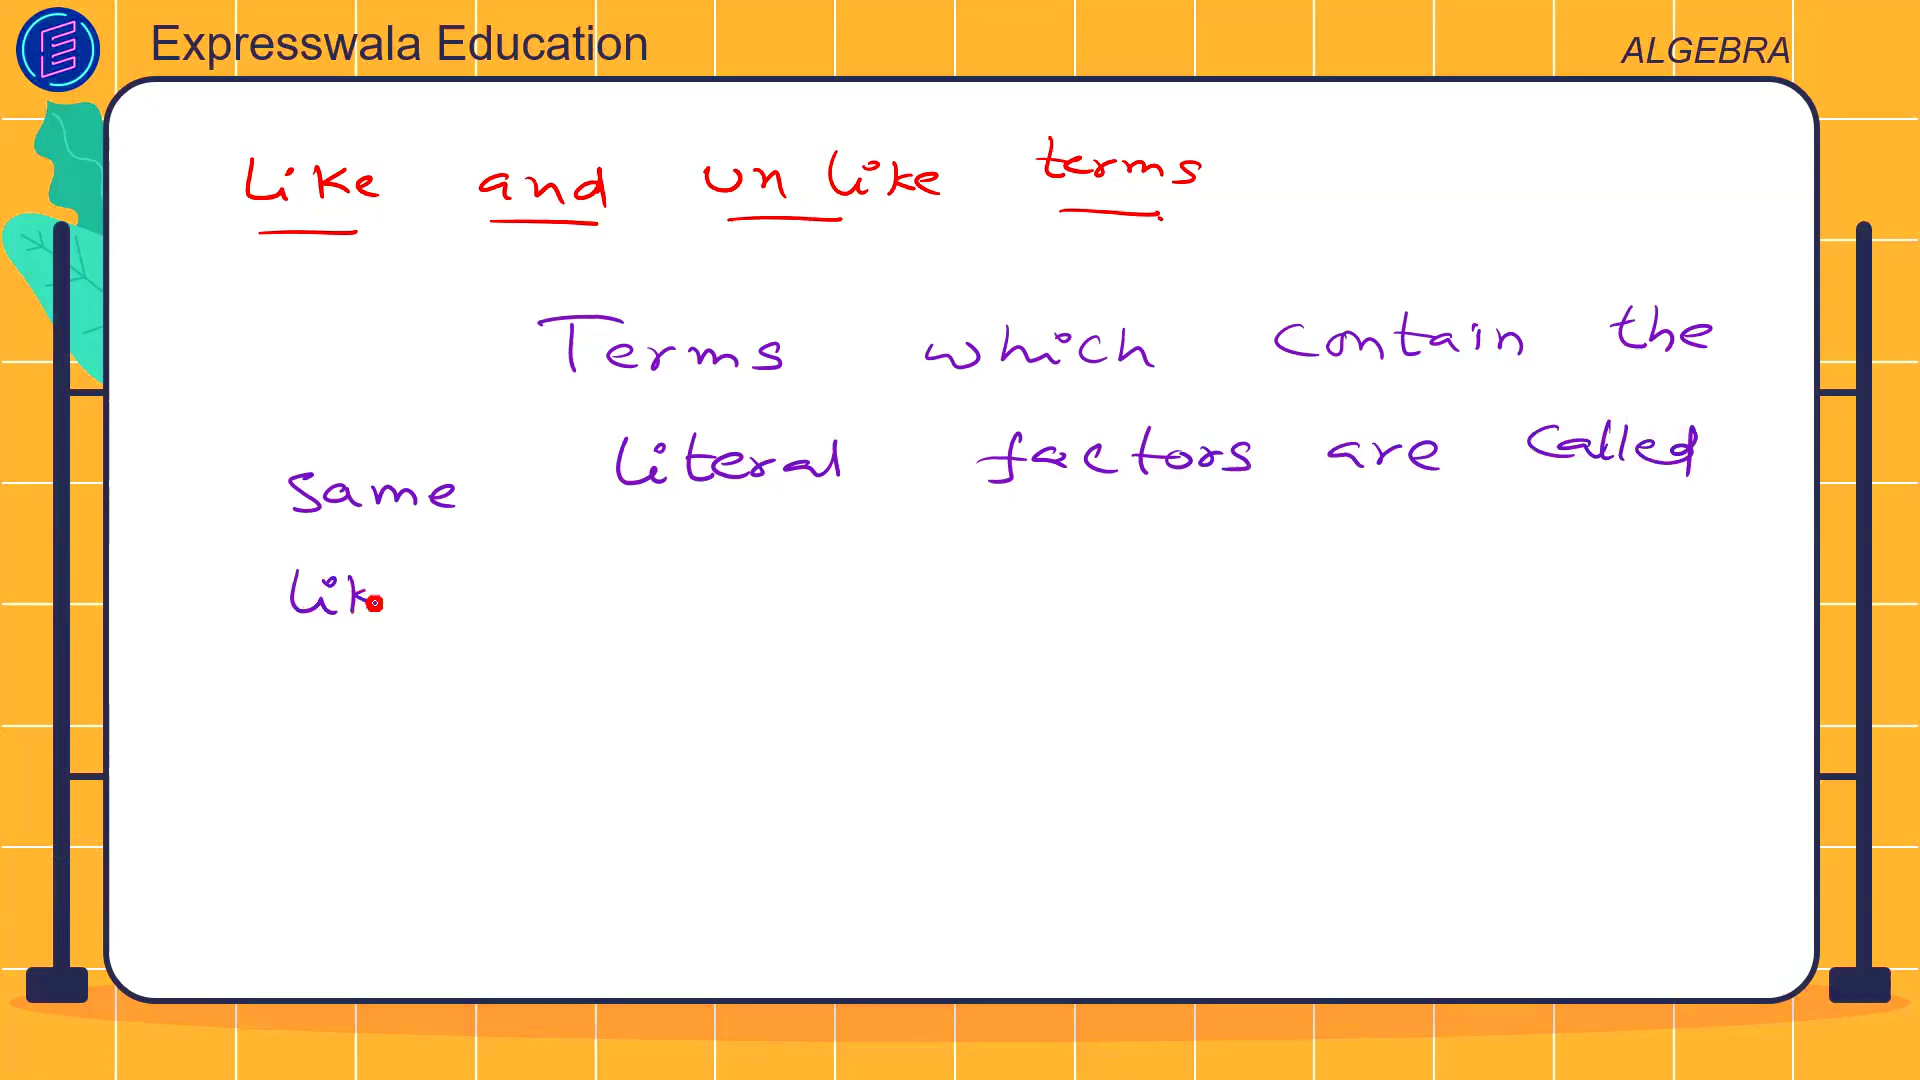 Expresswala Education
ALGEBRA
Like and un like terms
Terms which contain the
same literal factors are called
lik